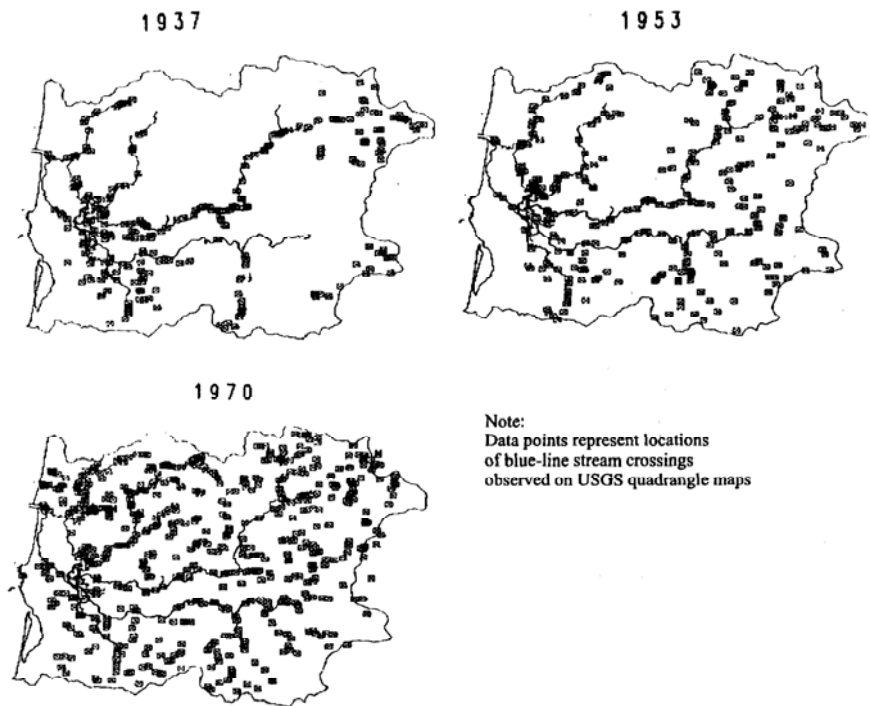 1937
1953
1970
Note:
Data points represent locations
of blue-line stream crossings
observed on USGS quadrangle maps